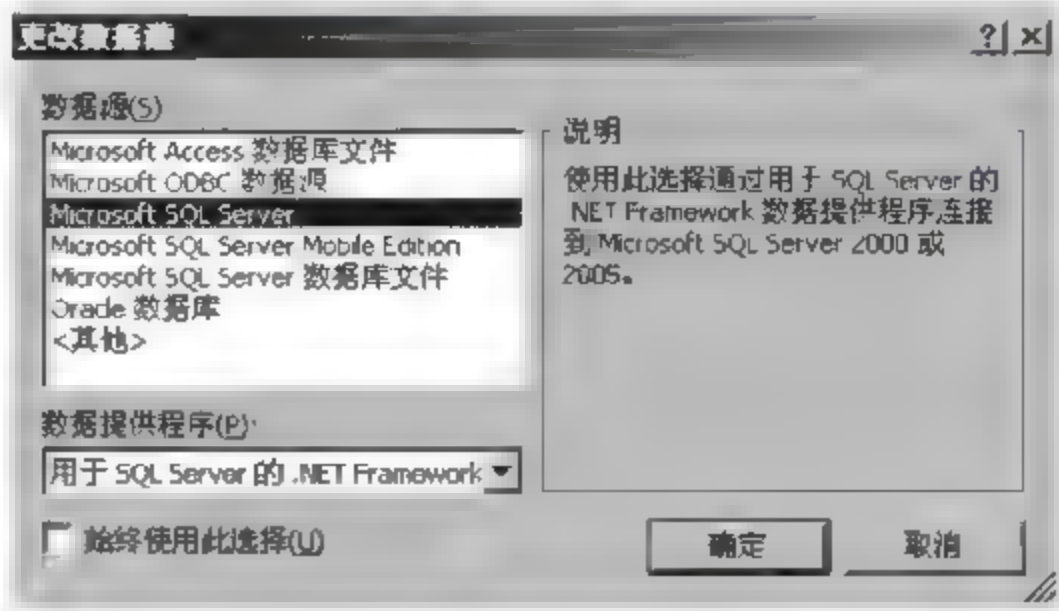 更改数据源
数据源(S)
Microsoft Access 数据库文件
Microsoft ODBC 数据源
Microsoft SQL Server
Microsoft SQL Server Mobile Edition
Microsoft SQL Server 数据库文件
Oracle 数据库
<其他>
说明
使用此选择通过用于 SQL Server 的
.NET Framework 数据提供程序连接
到 Microsoft SQL Server 2000 或
2005。
数据提供程序(P):
用于 SQL Server 的 .NET Framework
始终使用此选择(U)
确定
取消